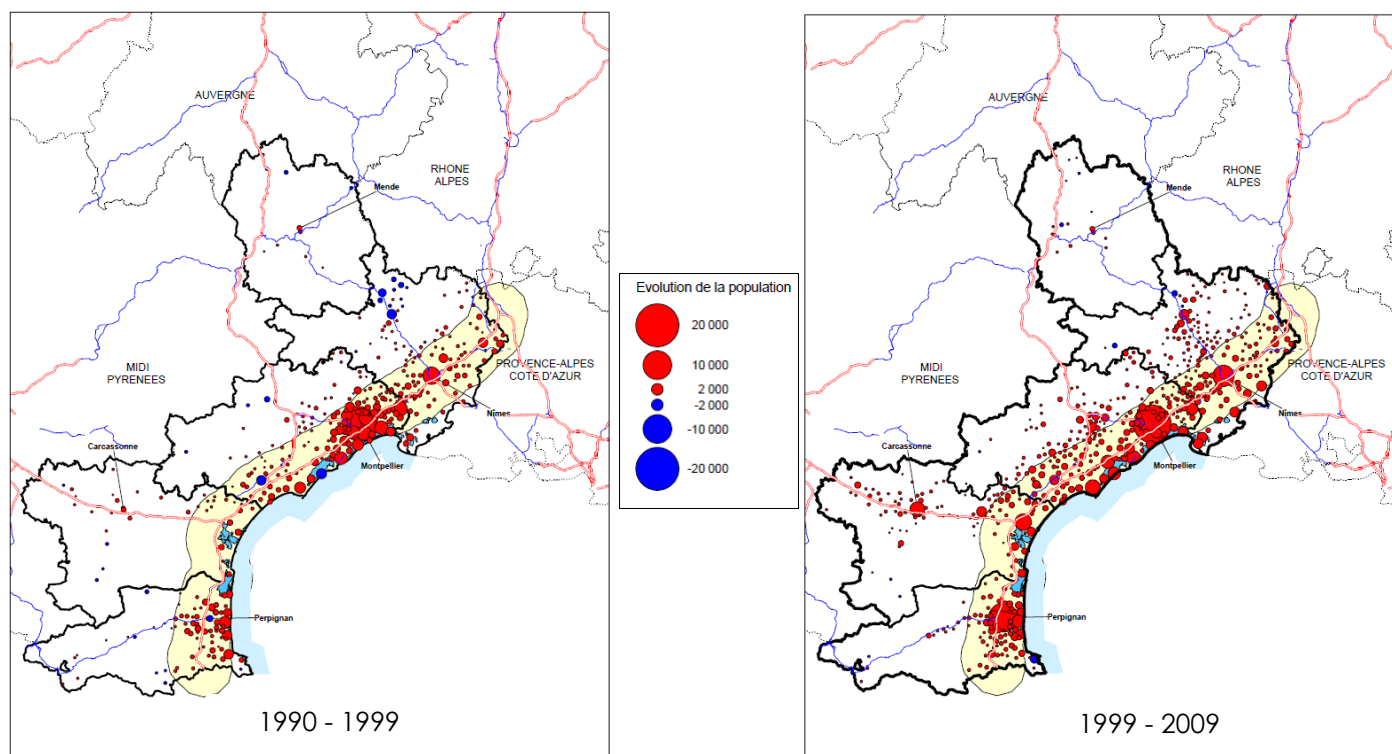 AUVERGNE
RHONE
ALPES
Mende
MIDI
PYRENEES
PROVENCE-ALPES
COTE D'AZUR
Nîmes
Carcassonne
Montpellier
Perpignan
1990 - 1999
Evolution de la population
20 000
10 000
2 000
-2 000
-10 000
-20 000
AUVERGNE
RHONE
ALPES
Mende
MIDI
PYRENEES
PROVENCE-ALPES
COTE D'AZUR
Nîmes
Carcassonne
Montpellier
Perpignan
1999 - 2009